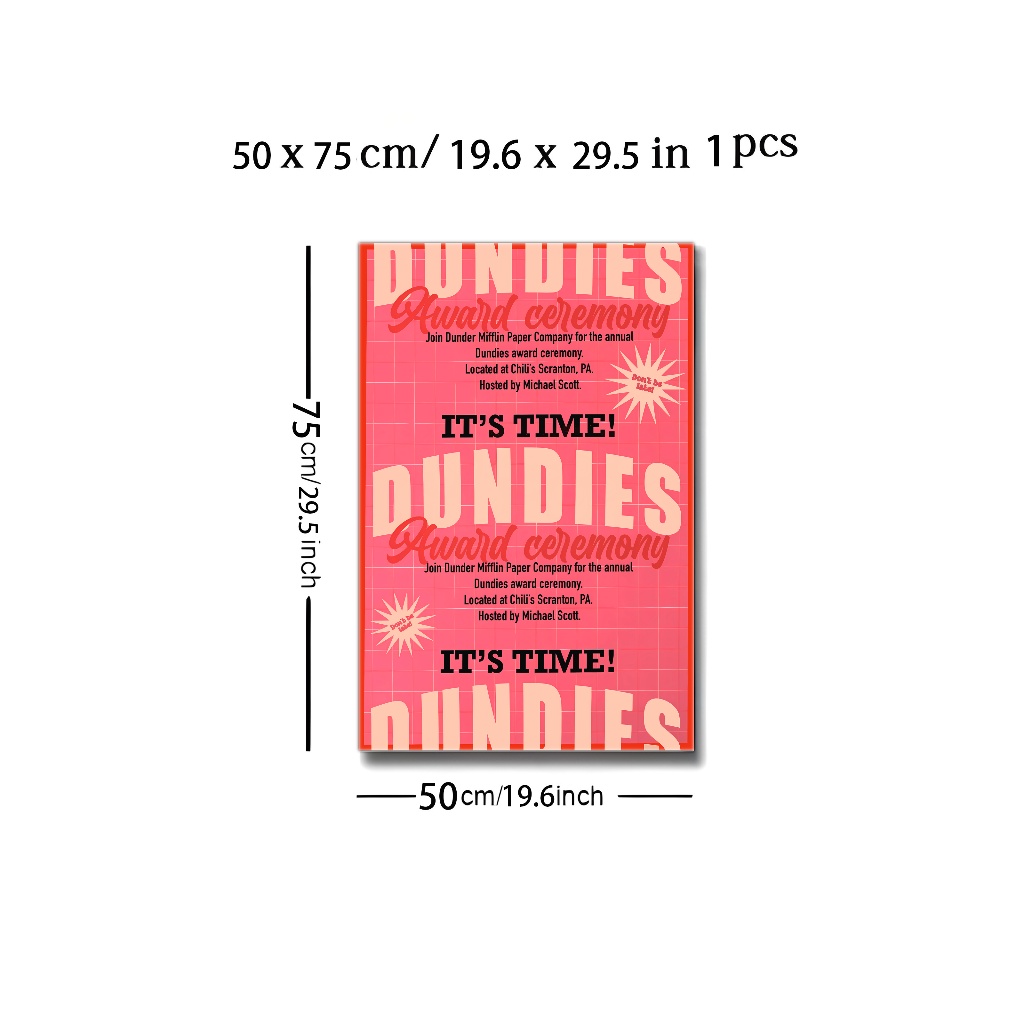 50 x 75 cm/ 19.6 x 29.5 in 1 pcs
DUNDIES
Award ceremony
Join Dunder Mifflin Paper Company for the annual
Dundies award ceremony.
Located at Chili's Scranton, PA.
Hosted by Michael Scott.
Don't be
late!
IT'S TIME!
DUNDIES
Award ceremony
Join Dunder Mifflin Paper Company for the annual
Dundies award ceremony.
Located at Chili's Scranton, PA.
Hosted by Michael Scott.
Don't be
late!
IT'S TIME!
DUNDIES
75cm/29.5 inch
50cm/19.6inch